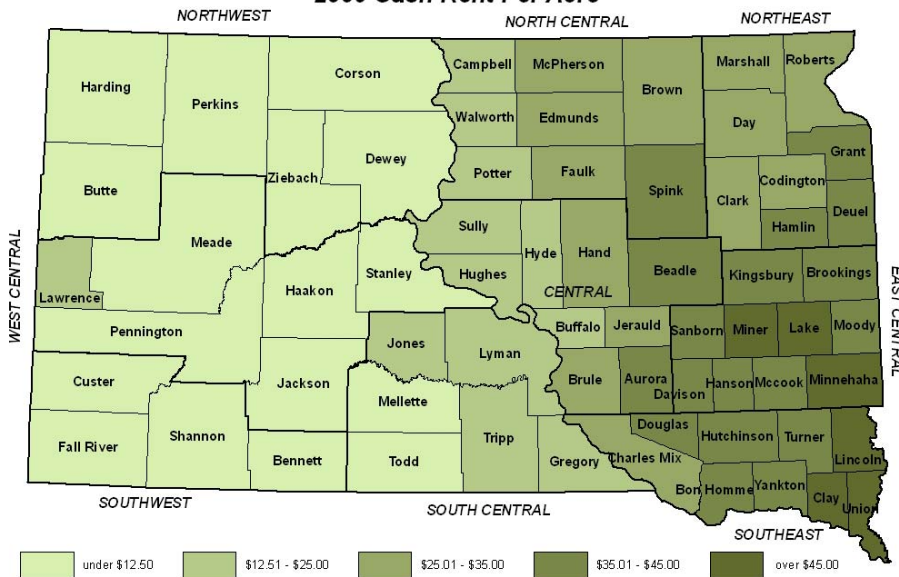 2000 Cash Rent Per Acre
NORTHWEST
NORTH CENTRAL
NORTHEAST
WEST CENTRAL
EAST CENTRAL
CENTRAL
SOUTHWEST
SOUTH CENTRAL
SOUTHEAST
Harding
Perkins
Corson
Campbell
McPherson
Brown
Marshall
Roberts
Walworth
Edmunds
Day
Grant
Butte
Ziebach
Dewey
Potter
Faulk
Spink
Clark
Codington
Hamlin
Deuel
Meade
Sully
Hyde
Hand
Beadle
Kingsbury
Brookings
Lawrence
Haakon
Stanley
Hughes
Pennington
Jones
Lyman
Buffalo
Jerauld
Sanborn
Miner
Lake
Moody
Custer
Jackson
Mellette
Brule
Aurora
Davison
Hanson
Mccook
Minnehaha
Fall River
Shannon
Bennett
Todd
Tripp
Gregory
Charles Mix
Douglas
Hutchinson
Turner
Lincoln
Bon Homme
Yankton
Clay
Union
under $12.50
$12.51 - $25.00
$25.01 - $35.00
$35.01 - $45.00
over $45.00